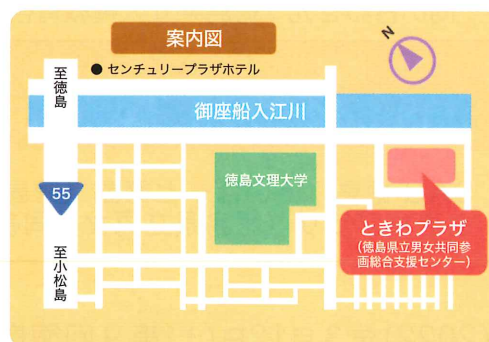 案内図
N
● センチュリープラザホテル
至徳島
御座船入江川
徳島文理大学
55
ときわプラザ
(徳島県立男女共同参
画総合支援センター)
至小松島